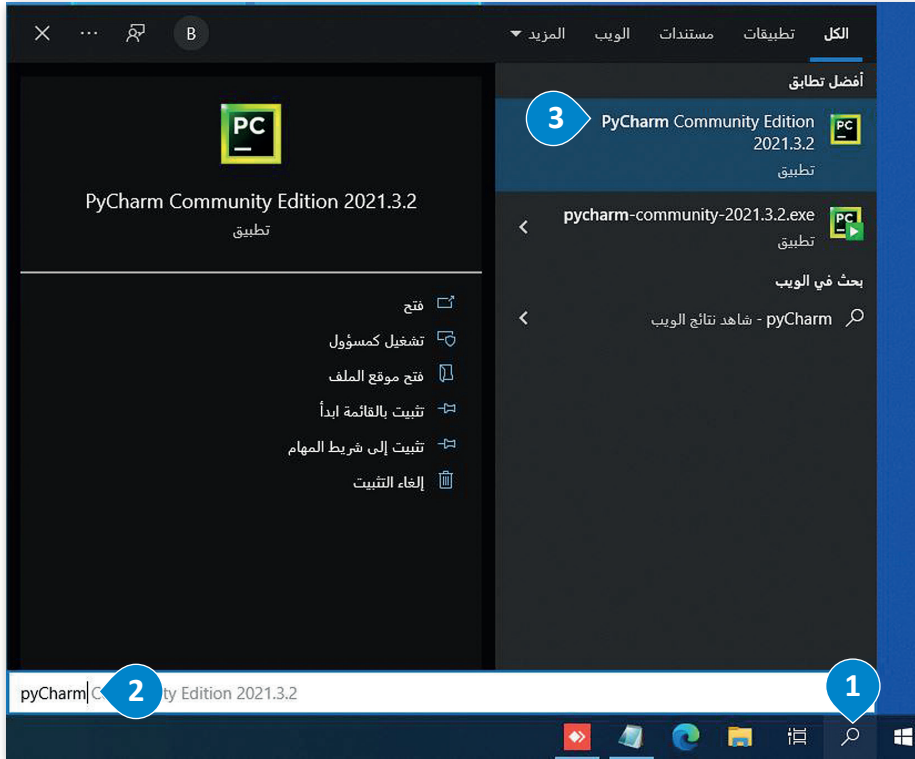 الكل تطبيقات مستندات الويب المزيد
B
أفضل تطابق
PyCharm Community Edition
2021.3.2
تطبيق
3
pycharm-community-2021.3.2.exe
تطبيق
بحث في الويب
pyCharm - شاهد نتائج الويب
PC
PyCharm Community Edition 2021.3.2
تطبيق
فتح
تشغيل كمسؤول
فتح موقع الملف
تثبيت بالقائمة ابدأ
تثبيت إلى شريط المهام
إلغاء التثبيت
pyCharm ty Edition 2021.3.2
2
1